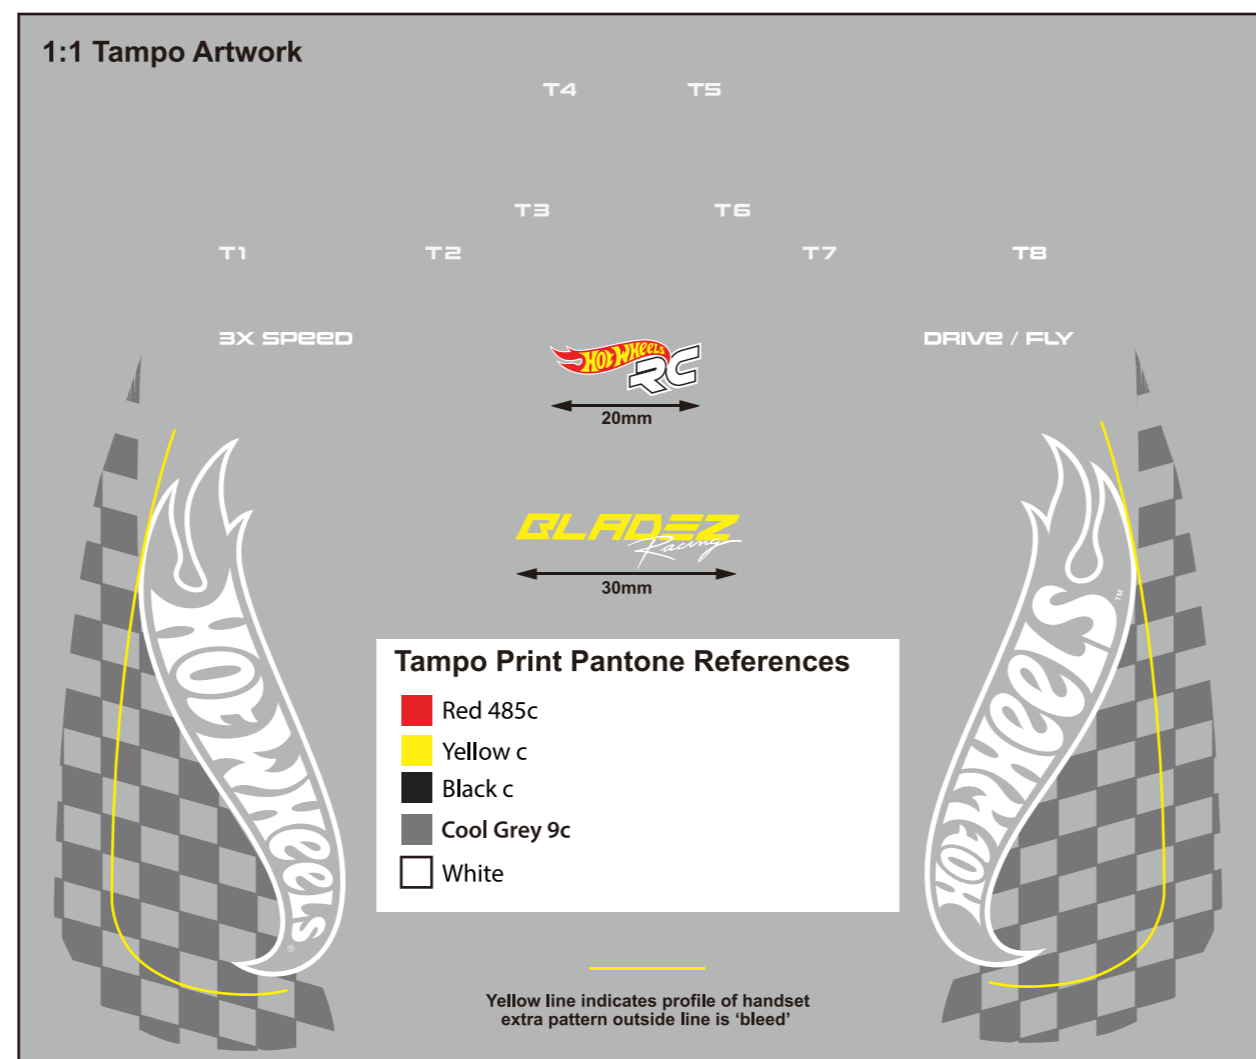 1:1 Tampo Artwork
T4 T5
T3 T6
T1 T2 T7 T8
3X SPEED
DRIVE / FLY
HOT WHEELS
RC
20mm
BLADEZ
Racing
30mm
HOT WHEELS ®
HOT WHEELS ™
Tampo Print Pantone References
Red 485c
Yellow c
Black c
Cool Grey 9c
White
Yellow line indicates profile of handset
extra pattern outside line is ‘bleed’